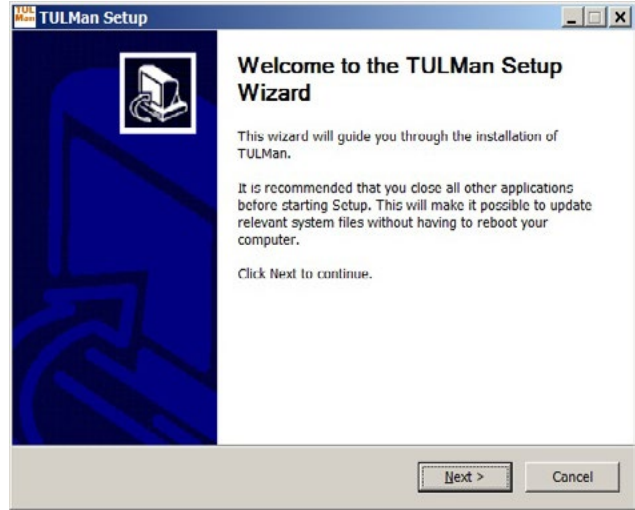 TUL
Man
TULMan Setup
Welcome to the TULMan Setup
Wizard
This wizard will guide you through the installation of
TULMan.
It is recommended that you close all other applications
before starting Setup. This will make it possible to update
relevant system files without having to reboot your
computer.
Click Next to continue.
Next >
Cancel